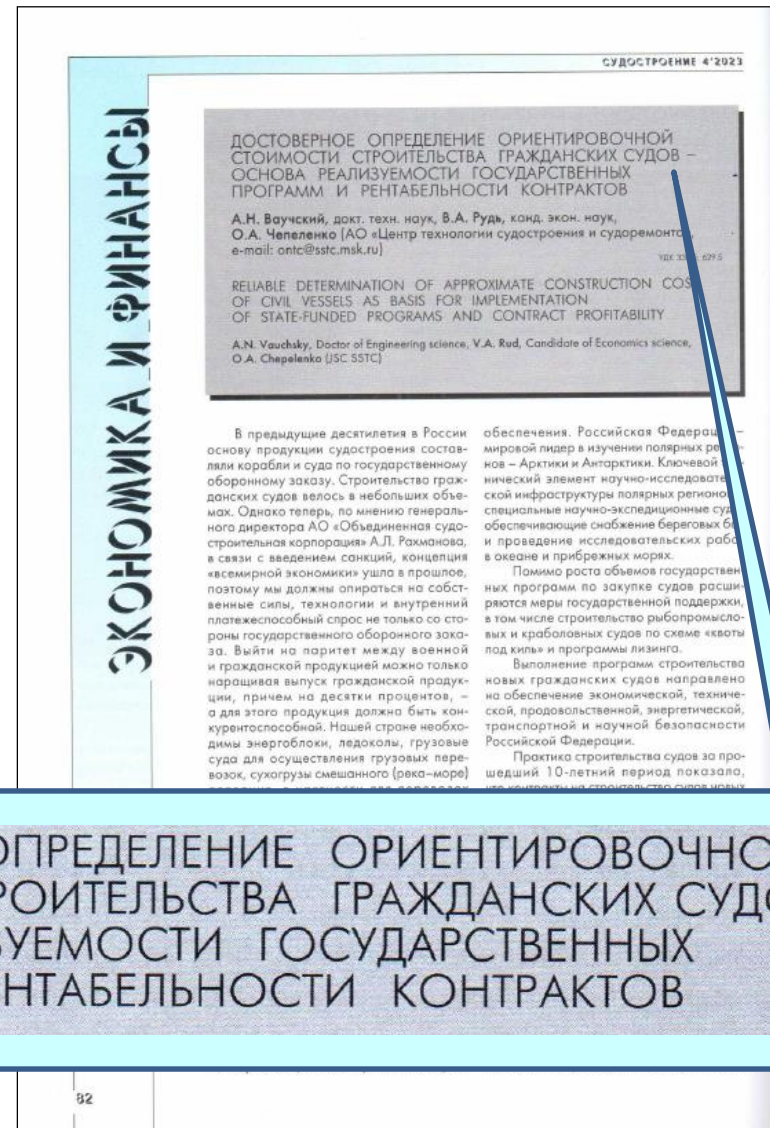 СУДОСТРОЕНИЕ 4'2023
ЭКОНОМИКА И ФИНАНСЫ
ДОСТОВЕРНОЕ ОПРЕДЕЛЕНИЕ ОРИЕНТИРОВОЧНОЙ
СТОИМОСТИ СТРОИТЕЛЬСТВА ГРАЖДАНСКИХ СУДОВ –
ОСНОВА РЕАЛИЗУЕМОСТИ ГОСУДАРСТВЕННЫХ
ПРОГРАММ И РЕНТАБЕЛЬНОСТИ КОНТРАКТОВ
А.Н. Ваучский, докт. техн. наук, В.А. Рудь, канд. экон. наук,
О.А. Чепеленко (АО «Центр технологии судостроения и судоремонта»,
e-mail: ontc@sstc.msk.ru)
УДК
RELIABLE DETERMINATION OF APPROXIMATE CONSTRUCTION COS
OF CIVIL VESSELS AS BASIS FOR IMPLEMENTATION
OF STATE-FUNDED PROGRAMS AND CONTRACT PROFITABILITY
A.N. Vauchsky, Doctor of Engineering science, V.A. Rud, Candidate of Economics science,
O.A. Chepelenko (JSC SSTC)
В предыдущие десятилетия в России
основу продукции судостроения состав-
ляли корабли и суда по государственному
оборонному заказу. Строительство граж-
данских судов велось в небольших объе-
мах. Однако теперь, по мнению генераль-
ного директора АО «Объединенная судо-
строительная корпорация» А.Л. Рахманова,
в связи с введением санкций, концепция
«всемирной экономики» ушла в прошлое,
поэтому мы должны опираться на собст-
венные силы, технологии и внутренний
платежеспособный спрос не только со сто-
роны государственного оборонного зака-
за. Выйти на паритет между военной
и гражданской продукцией можно только
наращивая выпуск гражданской продук-
ции, причем на десятки процентов, –
а для этого продукция должна быть кон-
курентоспособной. Нашей стране необхо-
димы энергоблоки, ледоколы, грузовые
суда для осуществления грузовых пере-
возок, сухогрузы смешанного (река–море)
обеспечения. Российская Федерац
мировой лидер в изучении полярных ре
нов – Арктики и Антарктики. Ключевой
нический элемент научно-исследовате
ской инфраструктуры полярных регионо
специальные научно-экспедиционные су
обеспечивающие снабжение береговых б
и проведение исследовательских рабо
в океане и прибрежных морях.
Помимо роста объемов государствен
ных программ по закупке судов расши-
ряются меры государственной поддержки,
в том числе строительство рыбопромысло-
вых и краболовных судов по схеме «квоты
под киль» и программы лизинга.
Выполнение программ строительства
новых гражданских судов направлено
на обеспечение экономической, техниче-
ской, продовольственной, энергетической,
транспортной и научной безопасности
Российской Федерации.
Практика строительства судов за про-
шедший 10-летний период показала,
что контракты на строительство судов новых
ОПРЕДЕЛЕНИЕ ОРИЕНТИРОВОЧНО
РОИТЕЛЬСТВА ГРАЖДАНСКИХ СУДО
ЗУЕМОСТИ ГОСУДАРСТВЕННЫХ
НТАБЕЛЬНОСТИ КОНТРАКТОВ
82